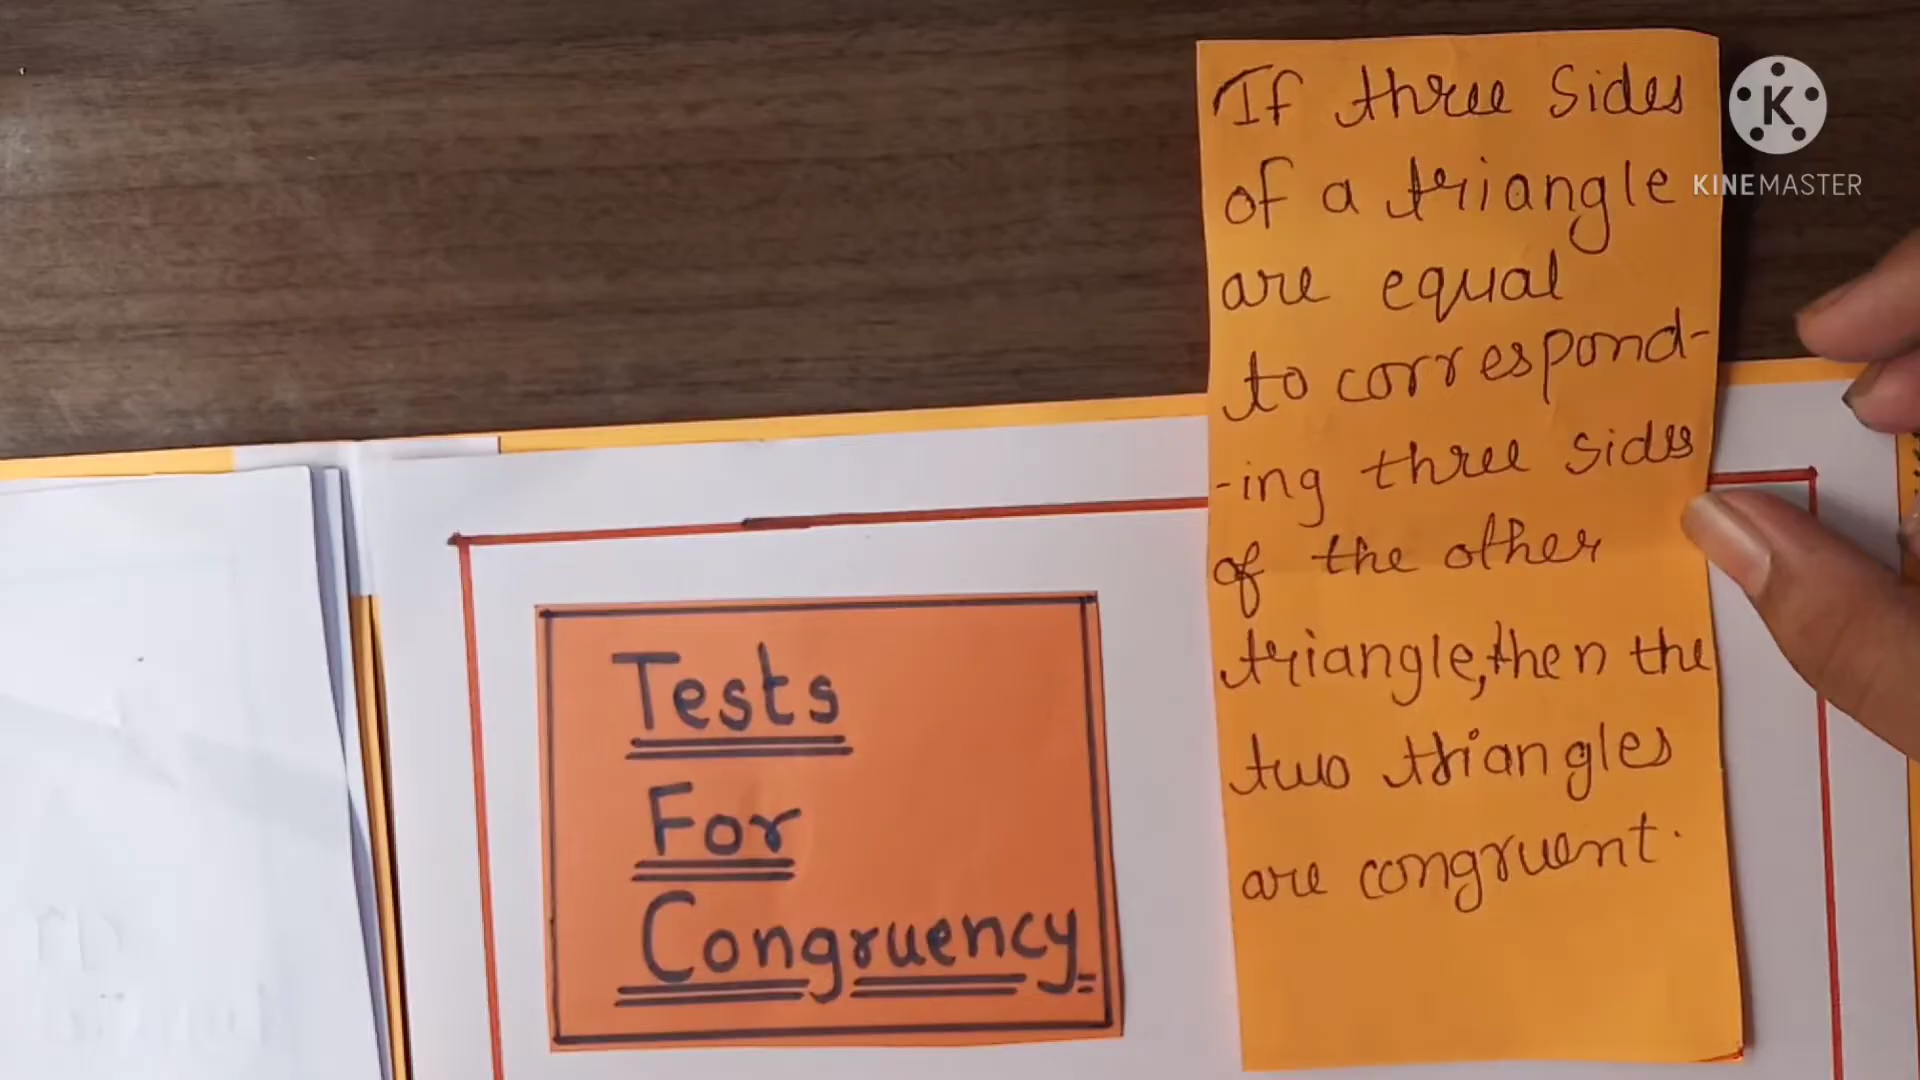 Tests
For
Congruency
If three sides
of a triangle
are equal
to correspond-
-ing three sides
of the other
triangle, then the
two triangles
are congruent.
K
KINEMASTER